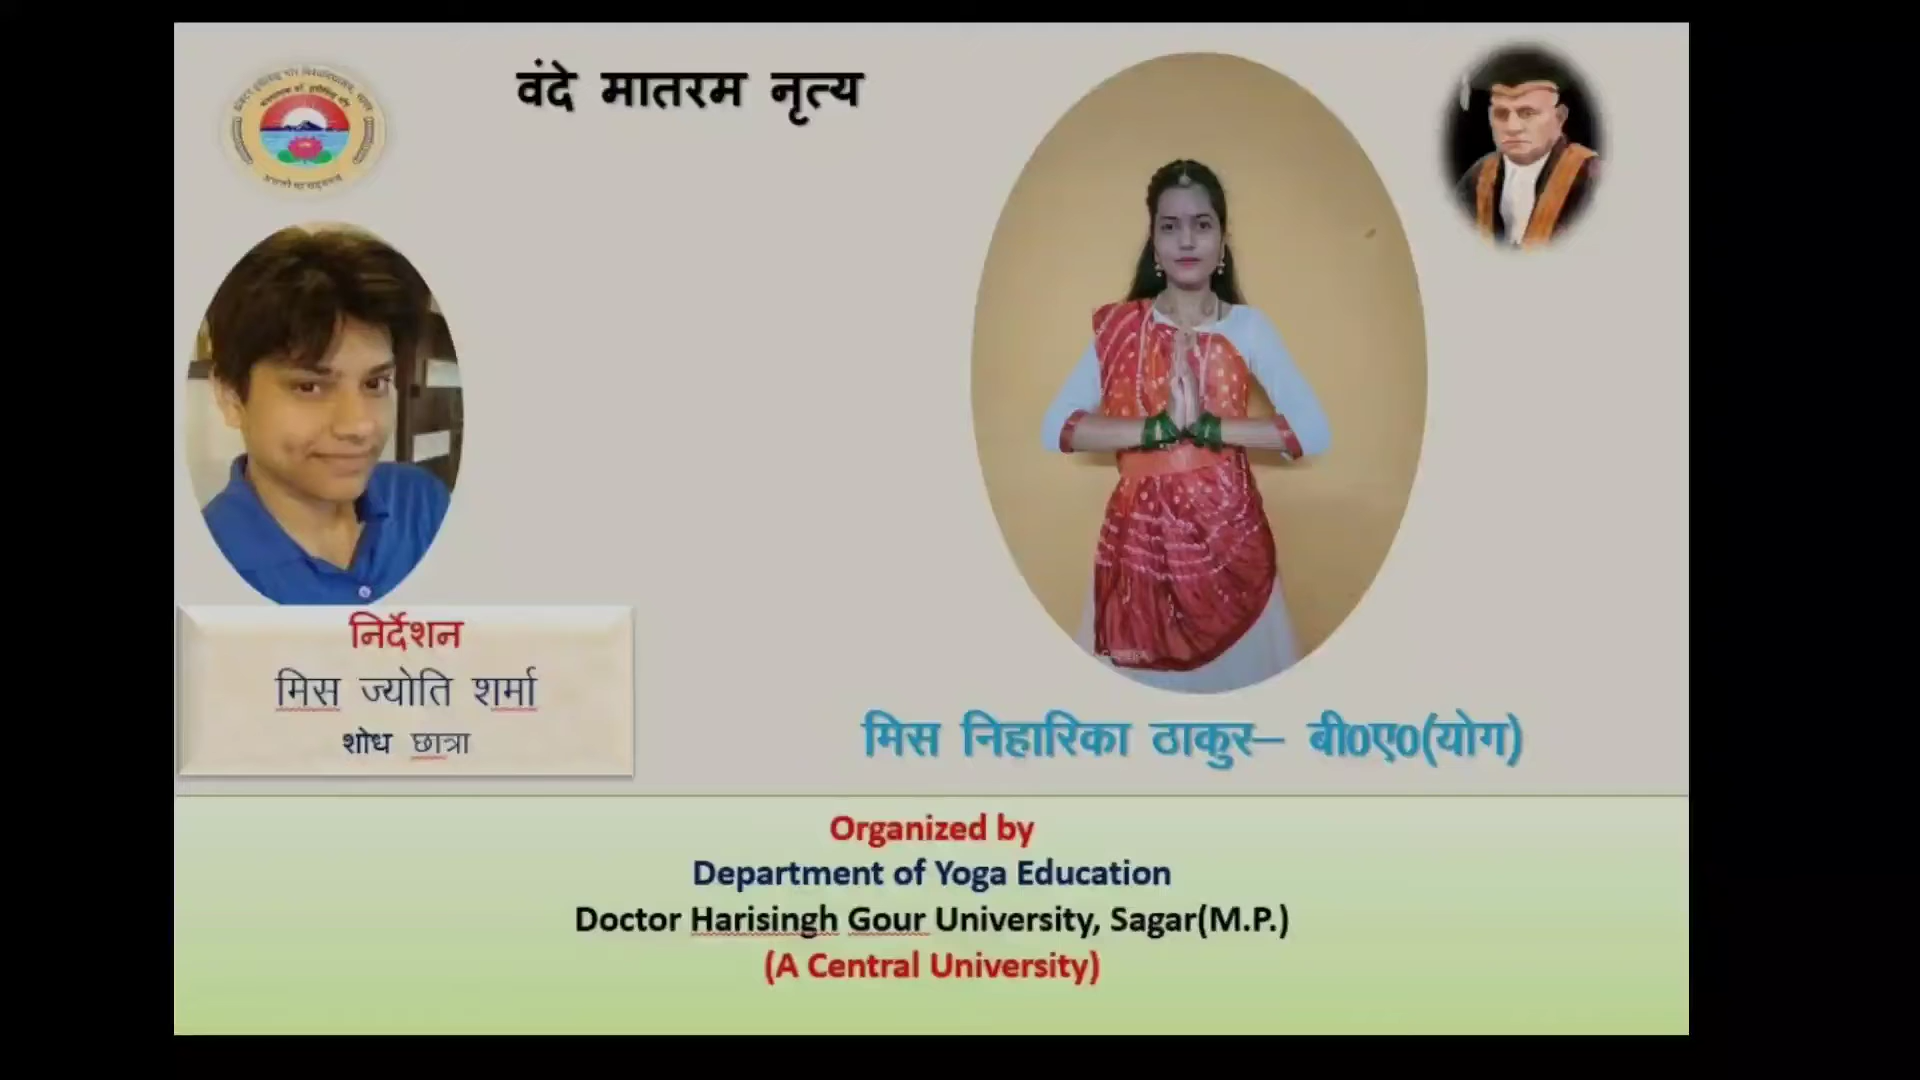 वंदे मातरम नृत्य
निर्देशन
मिस ज्योति शर्मा
शोध छात्रा
मिस निहारिका ठाकुर– बी0ए0(योग)
Organized by
Department of Yoga Education
Doctor Harisingh Gour University, Sagar(M.P.)
(A Central University)